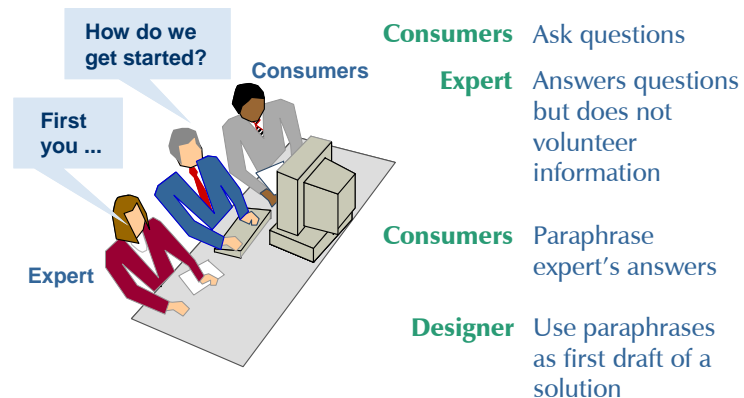 How do we
get started?
Consumers
First
you ...
Expert
Consumers Ask questions
Expert Answers questions
but does not
volunteer
information
Consumers Paraphrase
expert's answers
Designer Use paraphrases
as first draft of a
solution